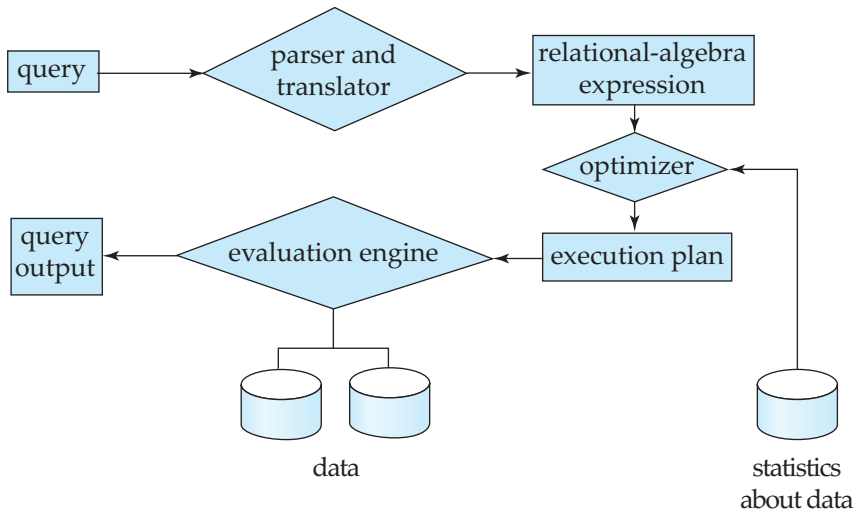 query
parser and
translator
relational-algebra
expression
optimizer
query
output
evaluation engine
execution plan
data
statistics
about data